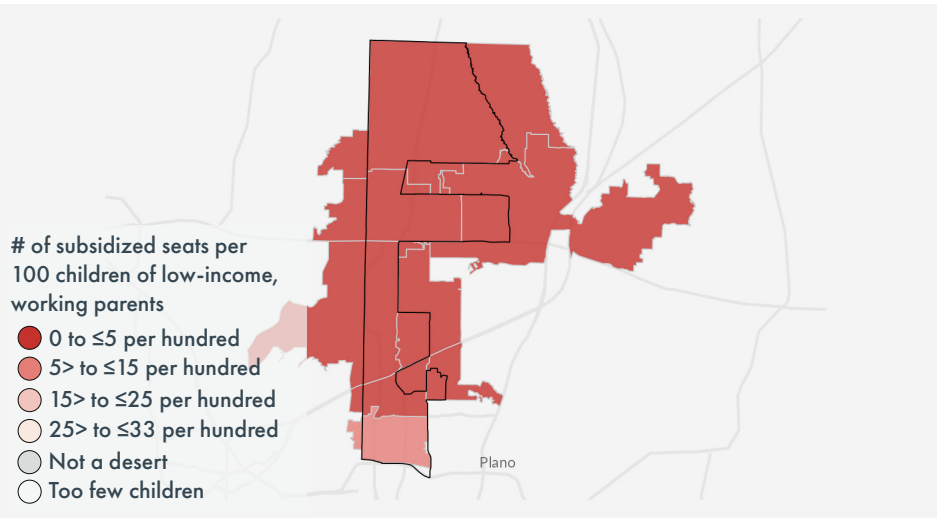 # of subsidized seats per
100 children of low-income,
working parents
0 to ≤5 per hundred
5> to ≤15 per hundred
15> to ≤25 per hundred
25> to ≤33 per hundred
Not a desert
Too few children
Plano